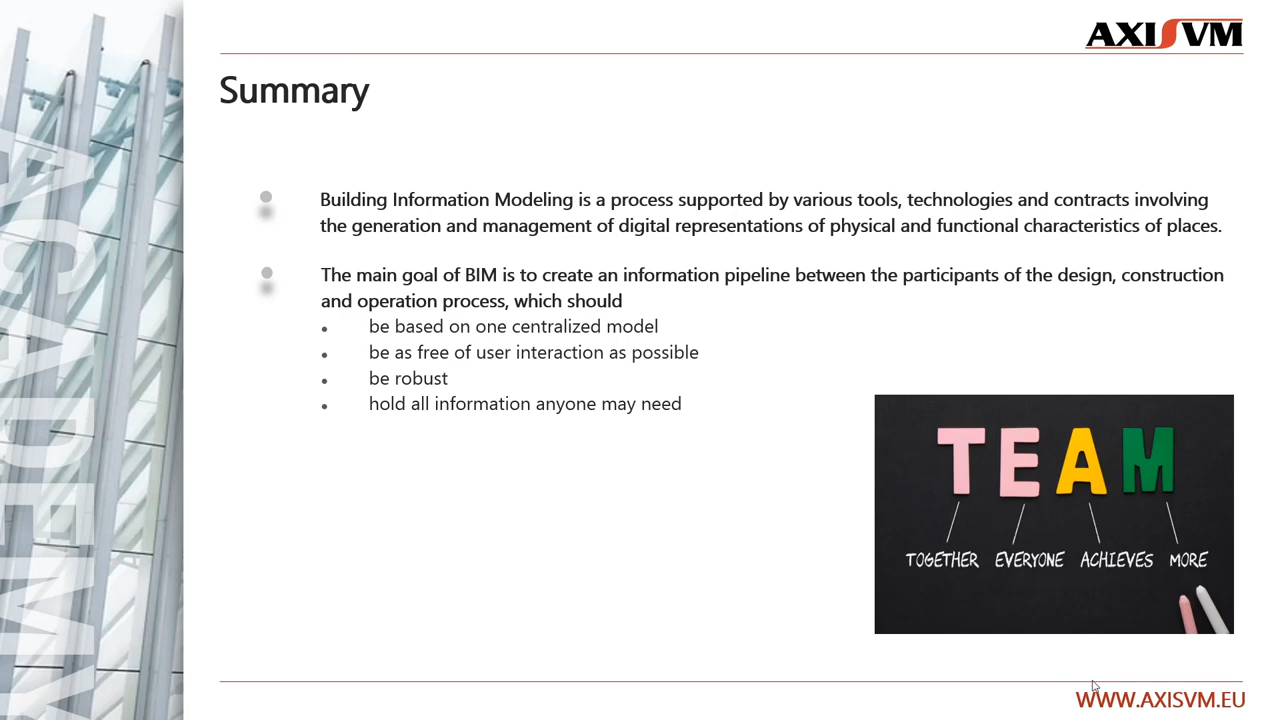 AXISVM
Summary
Building Information Modeling is a process supported by various tools, technologies and contracts involving
the generation and management of digital representations of physical and functional characteristics of places.
The main goal of BIM is to create an information pipeline between the participants of the design, construction
and operation process, which should
be based on one centralized model
be as free of user interaction as possible
be robust
hold all information anyone may need
TEAM
TOGETHER EVERYONE ACHIEVES MORE
WWW.AXISVM.EU
ACADEMY